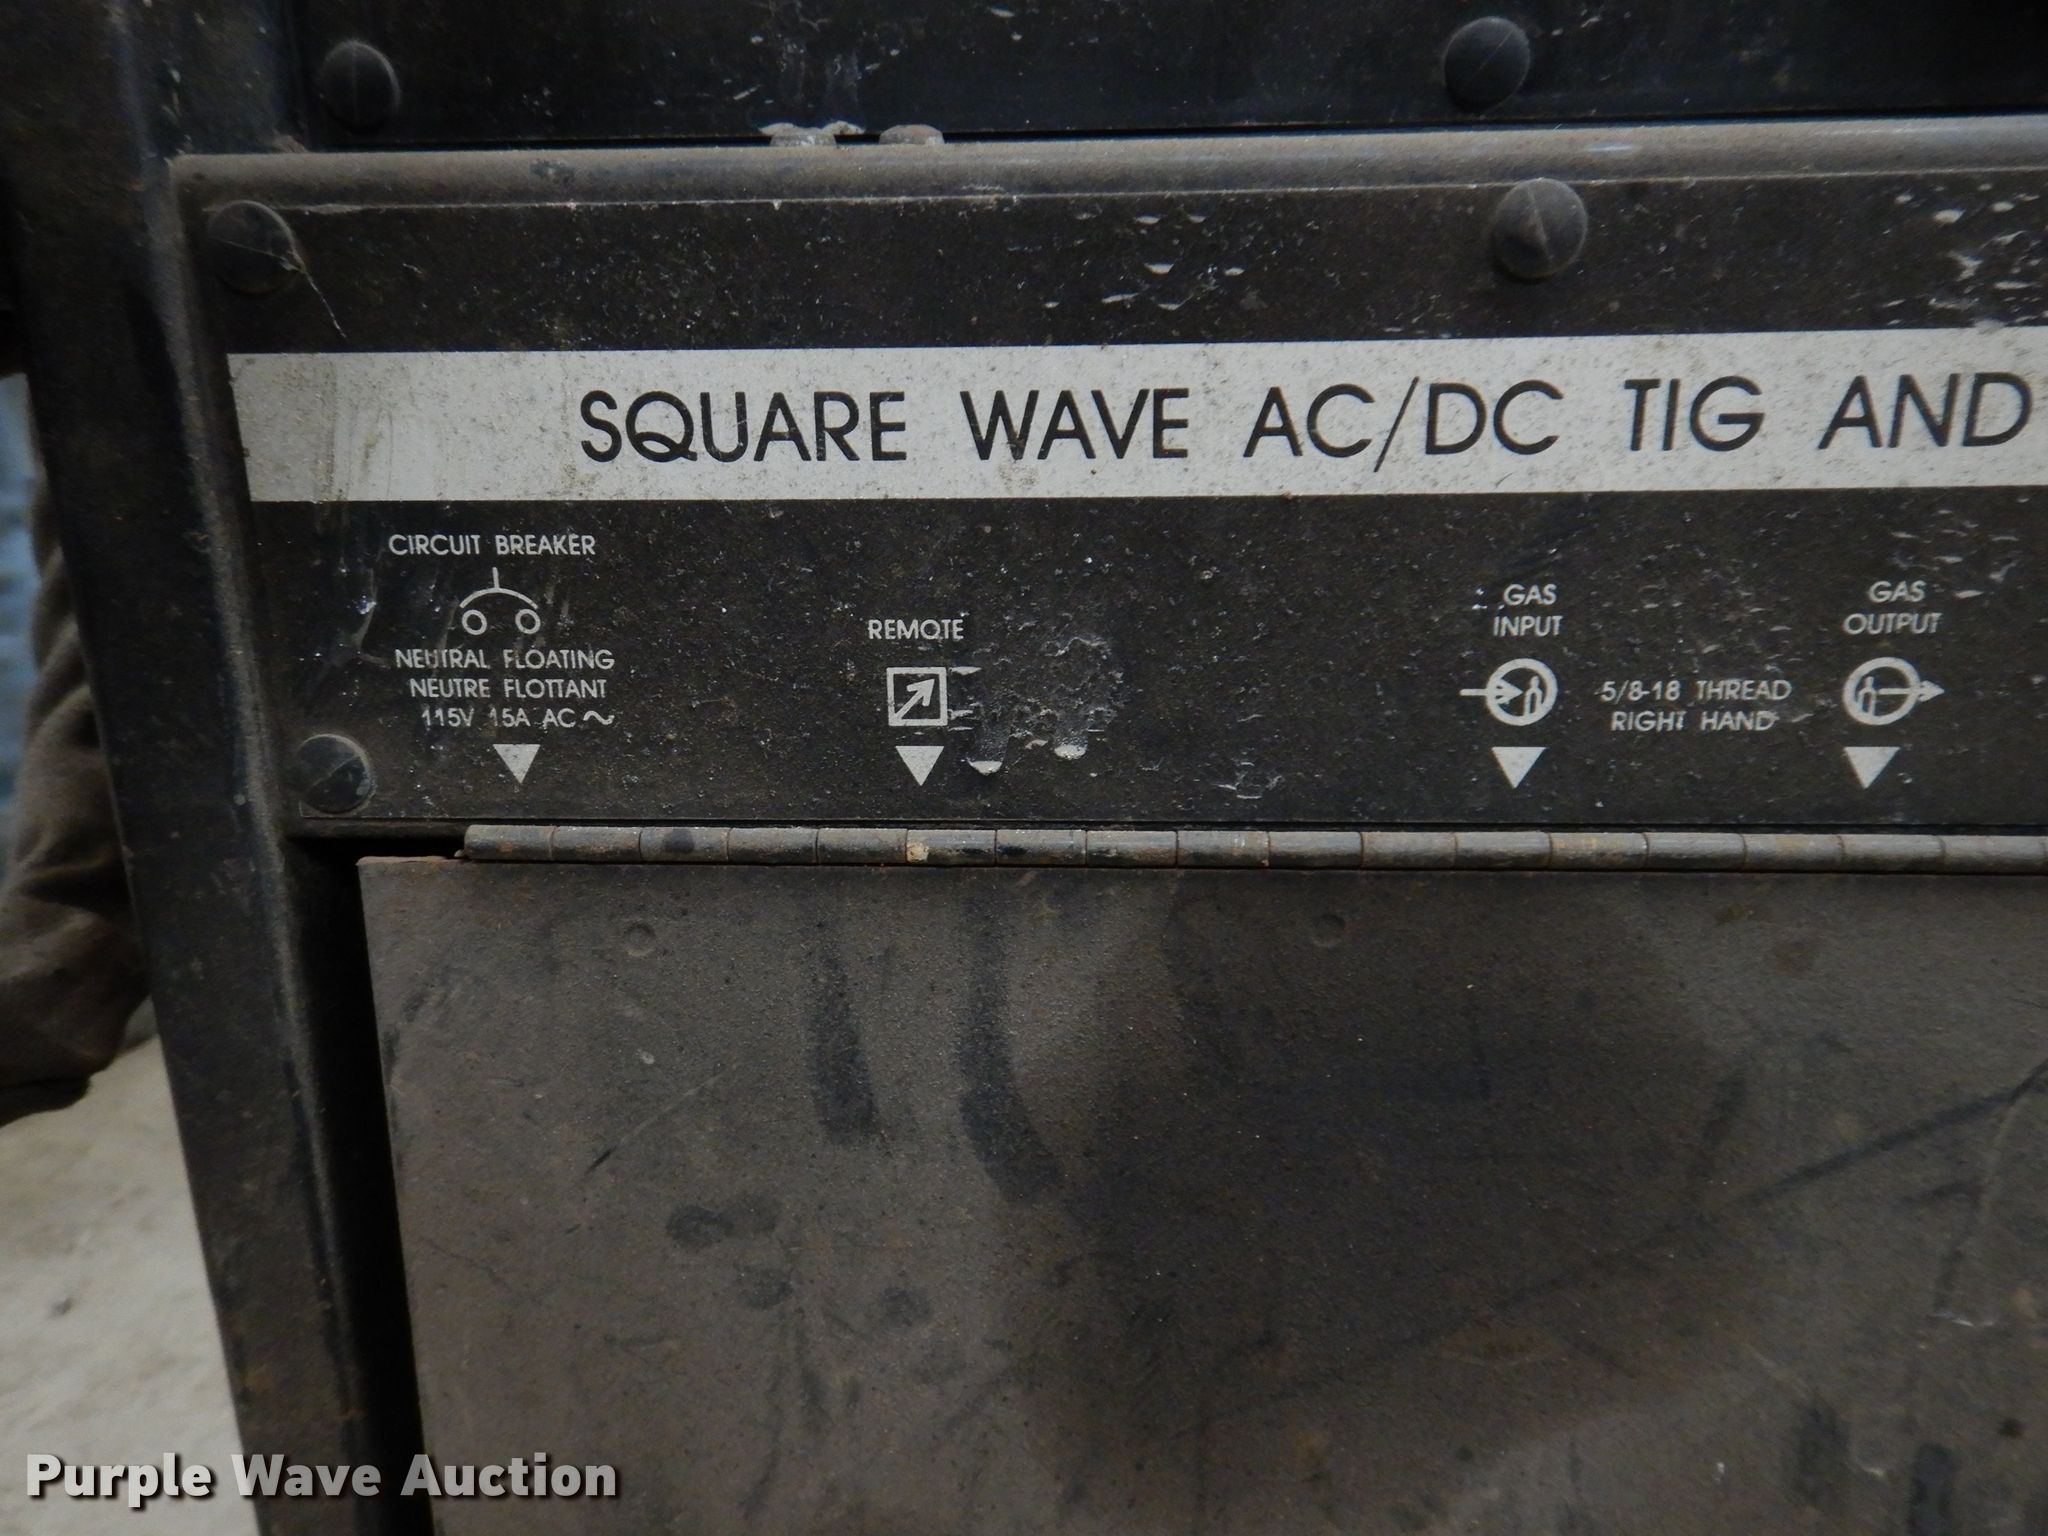 SQUARE WAVE AC/DC TIG AND
CIRCUIT BREAKER
NEUTRAL FLOATING
NEUTRE FLOTTANT
115V 15A AC ~
REMOTE
GAS
INPUT
5/8-18 THREAD
RIGHT HAND
GAS
OUTPUT
Purple Wave Auction